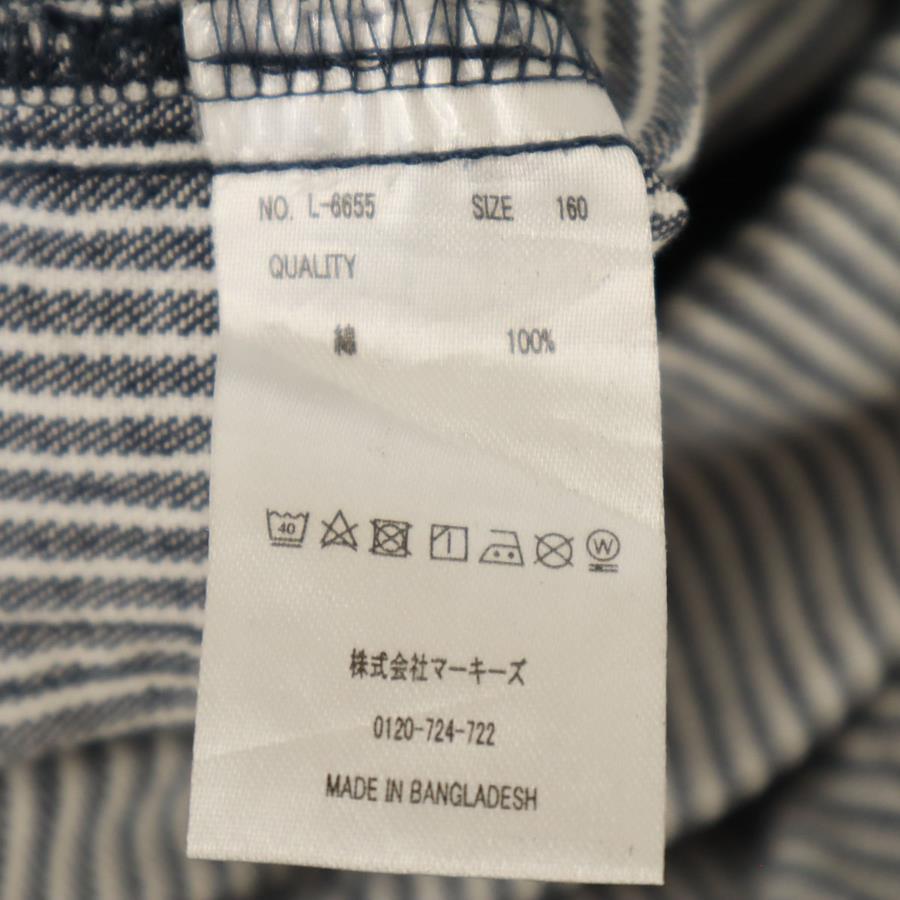 NO. L-6655 SIZE 160
QUALITY
綿 100%
40 W
株式会社マーキーズ
0120-724-722
MADE IN BANGLADESH